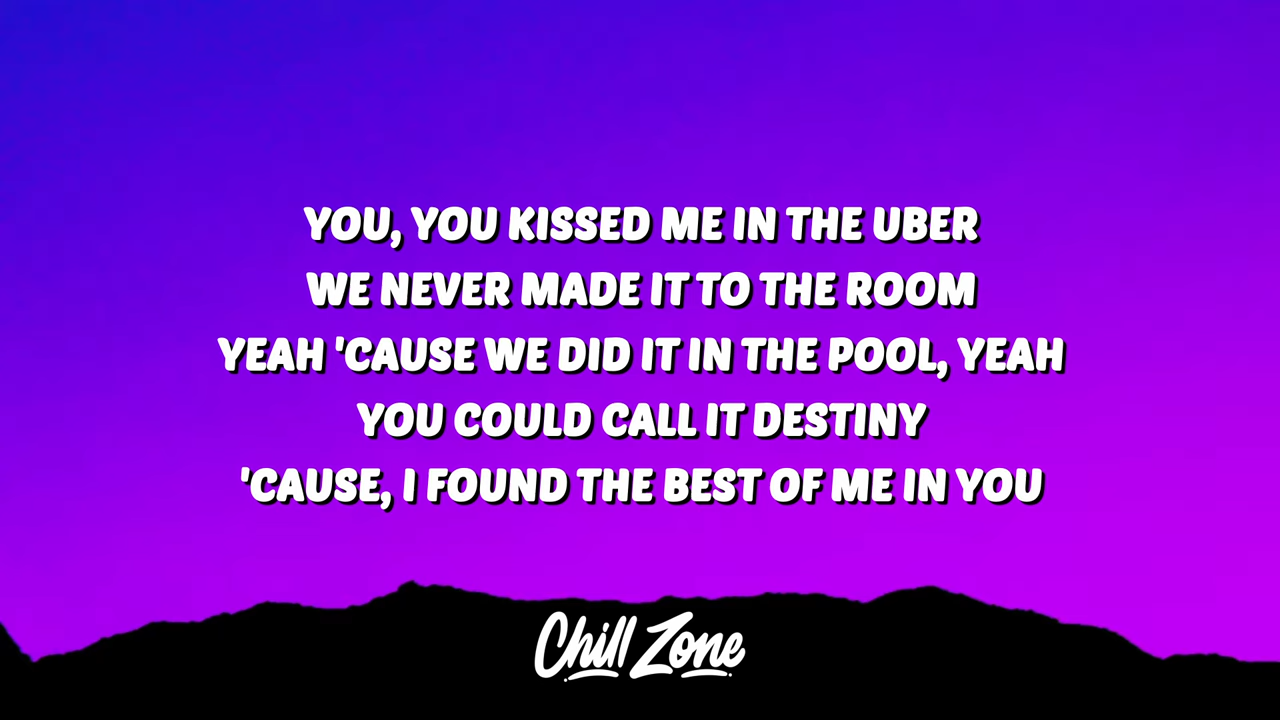 YOU, YOU KISSED ME IN THE UBER
WE NEVER MADE IT TO THE ROOM
YEAH 'CAUSE WE DID IT IN THE POOL, YEAH
YOU COULD CALL IT DESTINY
'CAUSE, I FOUND THE BEST OF ME IN YOU
Chill Zone